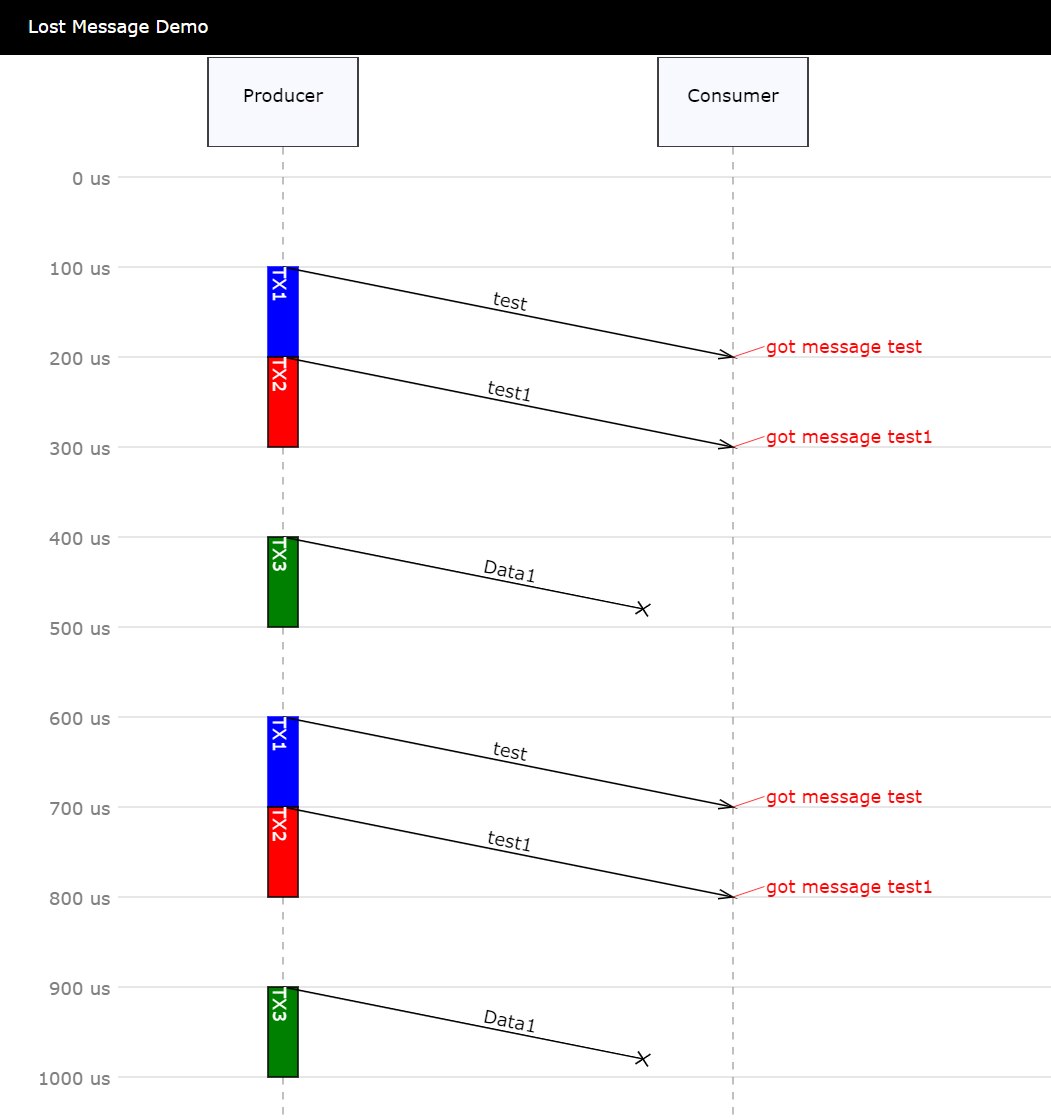 Lost Message Demo
Producer
Consumer
0 us
100 us
TX1
test
200 us
got message test
TX2
test1
300 us
got message test1
400 us
TX3
Data1
500 us
600 us
TX1
test
700 us
got message test
TX2
test1
800 us
got message test1
900 us
TX3
Data1
1000 us